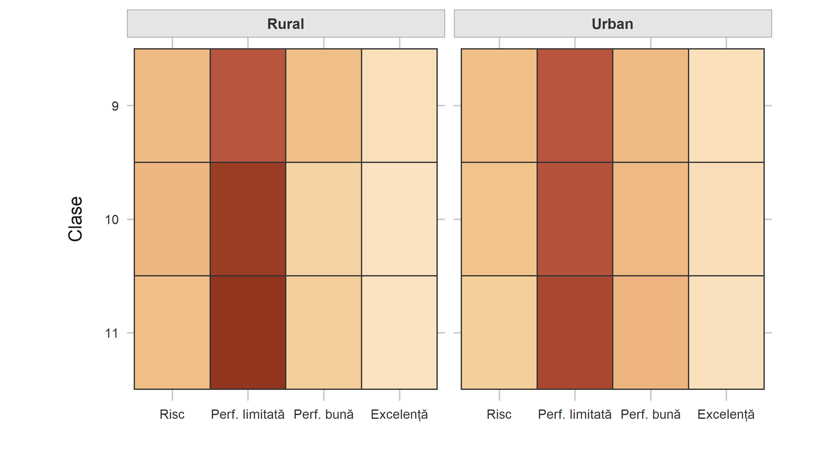 Rural Urban
Clase
9
10
11
Risc Perf. limitată Perf. bună Excelență Risc Perf. limitată Perf. bună Excelență